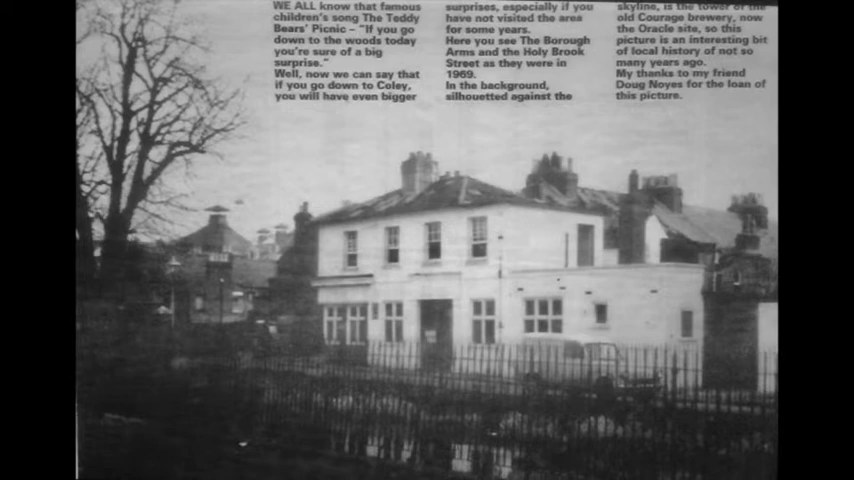 WE ALL know that famous
children's song The Teddy
Bears' Picnic – "If you go
down to the woods today
you're sure of a big
surprise."
Well, now we can say that
if you go down to Coley,
you will have even bigger
surprises, especially if you
have not visited the area
for some years.
Here you see The Borough
Arms and the Holy Brook
Street as they were in
1969.
In the background,
silhouetted against the
skyline, is the tower of the
old Courage brewery, now
the Oracle site, so this
picture is an interesting bit
of local history of not so
many years ago.
My thanks to my friend
Doug Noyes for the loan of
this picture.